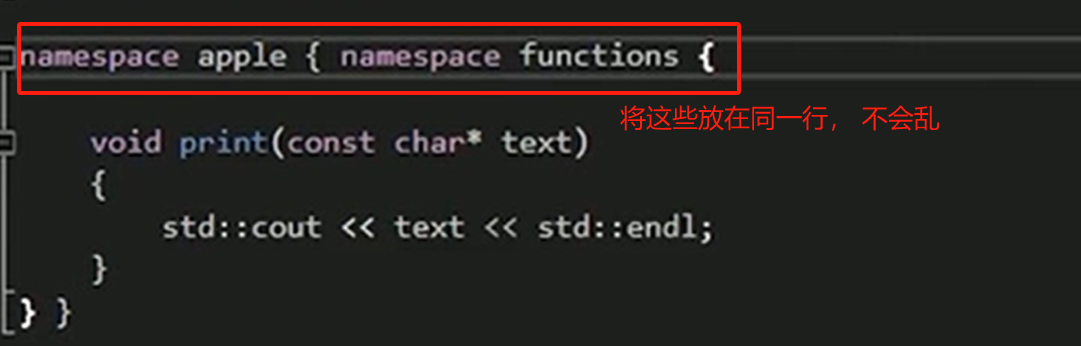 namespace apple { namespace functions {
将这些放在同一行， 不会乱
void print(const char* text)
{
std::cout << text << std::endl;
}
} }